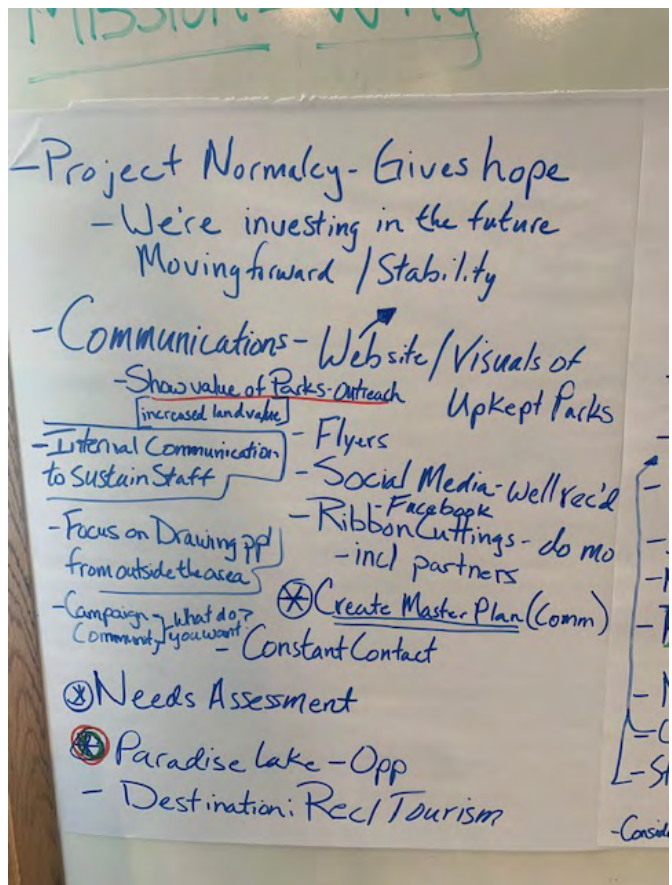 MISSION - WHY
- Project Normalcy - Gives hope
- We're investing in the future
Moving forward / Stability
- Communications - Website / Visuals of
Upkept Parks
- Show value of Parks - Outreach
increased land value
- Internal Communication
to Sustain Staff
- Flyers
- Social Media - well rec'd
- Facebook
- Ribbon Cuttings - do mo
- incl partners
- Focus on Drawing ppl
from outside the area
* Create Master Plan (Comm)
- Campaign
Community
What do
you want?
- Constant Contact
* Needs Assessment
* Paradise Lake - Opp
- Destination: Rec / Tourism
- Conside